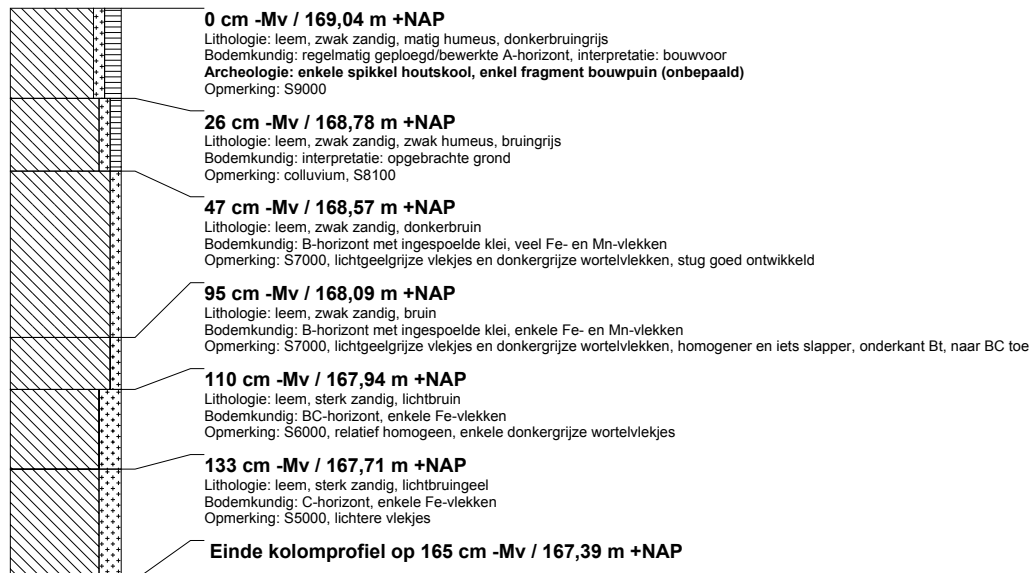 0 cm -Mv / 169,04 m +NAP
Lithologie: leem, zwak zandig, matig humeus, donkerbruingrijs
Bodemkundig: regelmatig geploegd/bewerkte A-horizont, interpretatie: bouwvoor
Archeologie: enkele spikkel houtskool, enkel fragment bouwpuin (onbepaald)
Opmerking: S9000
26 cm -Mv / 168,78 m +NAP
Lithologie: leem, zwak zandig, zwak humeus, bruingrijs
Bodemkundig: interpretatie: opgebrachte grond
Opmerking: colluvium, S8100
47 cm -Mv / 168,57 m +NAP
Lithologie: leem, zwak zandig, donkerbruin
Bodemkundig: B-horizont met ingespoelde klei, veel Fe- en Mn-vlekken
Opmerking: S7000, lichtgeelgrijze vlekjes en donkergrijze wortelvlekken, stug goed ontwikkeld
95 cm -Mv / 168,09 m +NAP
Lithologie: leem, zwak zandig, bruin
Bodemkundig: B-horizont met ingespoelde klei, enkele Fe- en Mn-vlekken
Opmerking: S7000, lichtgeelgrijze vlekjes en donkergrijze wortelvlekken, homogener en iets slapper, onderkant Bt, naar BC toe
110 cm -Mv / 167,94 m +NAP
Lithologie: leem, sterk zandig, lichtbruin
Bodemkundig: BC-horizont, enkele Fe-vlekken
Opmerking: S6000, relatief homogeen, enkele donkergrijze wortelvlekjes
133 cm -Mv / 167,71 m +NAP
Lithologie: leem, sterk zandig, lichtbruingeel
Bodemkundig: C-horizont, enkele Fe-vlekken
Opmerking: S5000, lichtere vlekjes
Einde kolomprofiel op 165 cm -Mv / 167,39 m +NAP